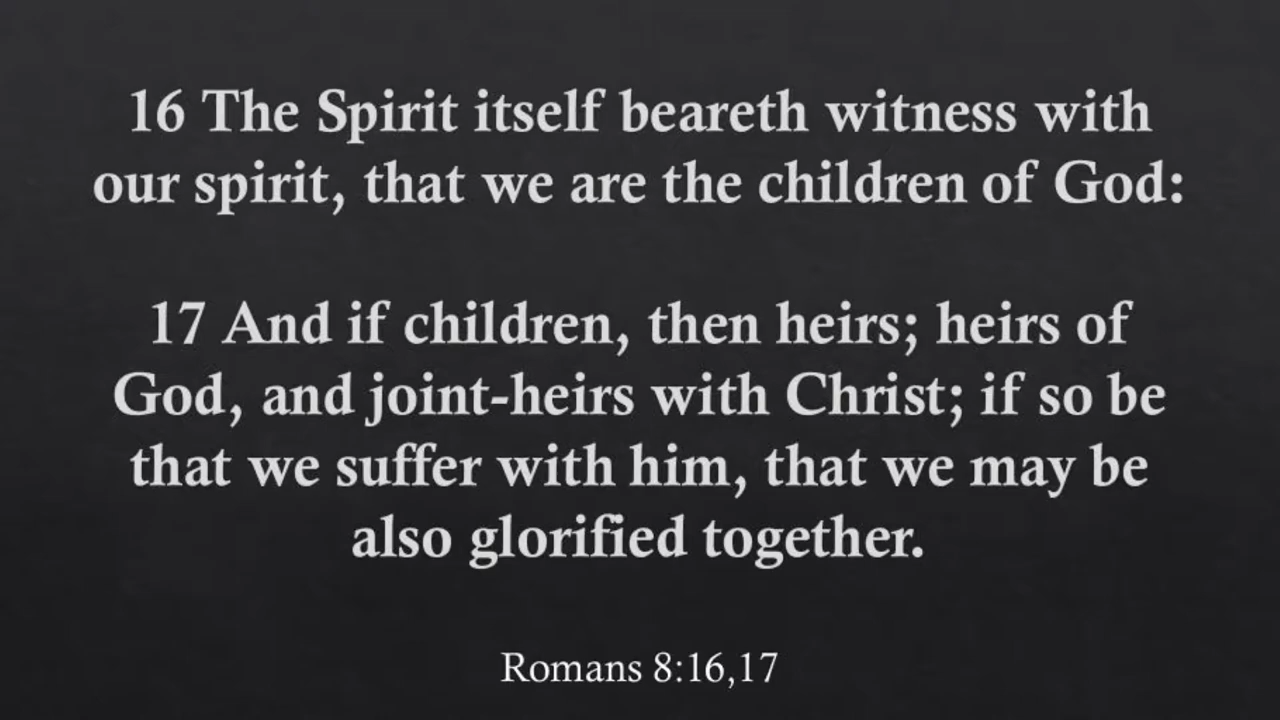 16 The Spirit itself beareth witness with
our spirit, that we are the children of God:
17 And if children, then heirs; heirs of
God, and joint-heirs with Christ; if so be
that we suffer with him, that we may be
also glorified together.
Romans 8:16,17